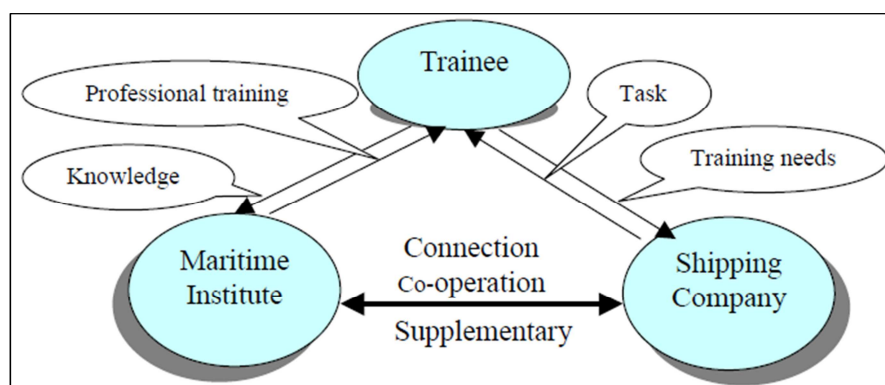 Trainee
Professional training
Task
Knowledge
Training needs
Maritime
Institute
Connection
Co-operation
Supplementary
Shipping
Company